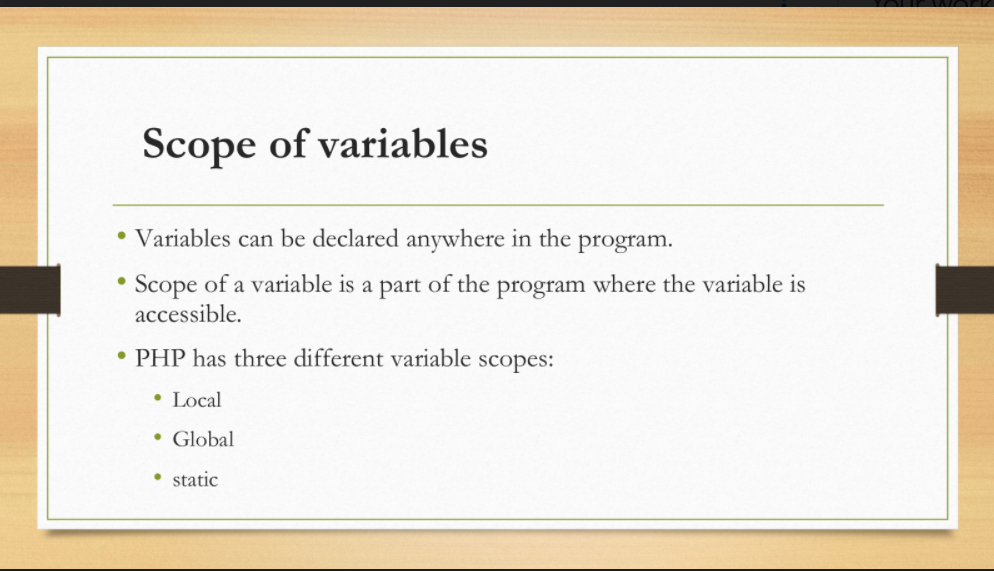 Scope of variables
• Variables can be declared anywhere in the program.
• Scope of a variable is a part of the program where the variable is
accessible.
• PHP has three different variable scopes:
• Local
• Global
• static